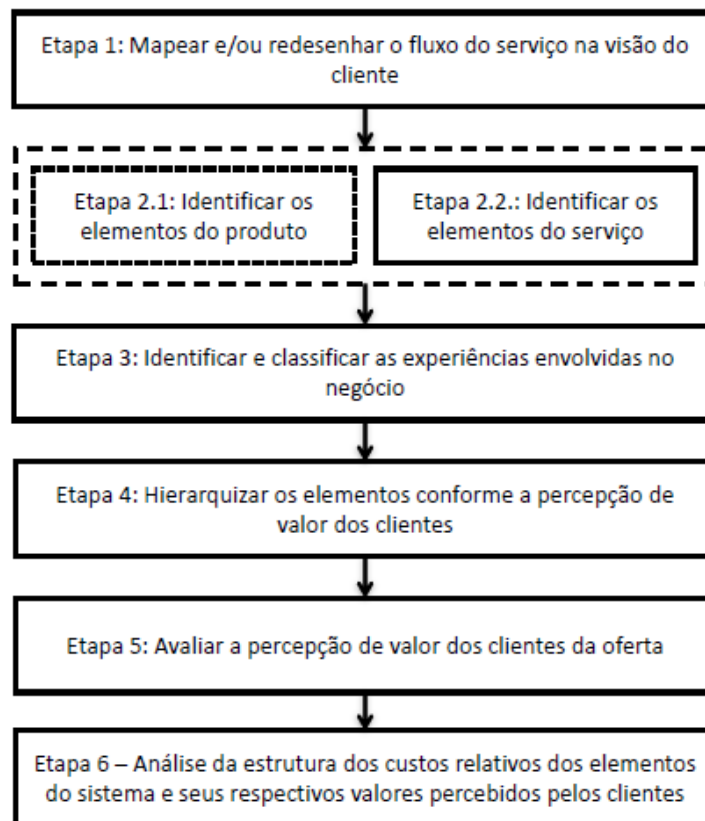 Etapa 1: Mapear e/ou redesenhar o fluxo do serviço na visão do
cliente
Etapa 2.1: Identificar os
elementos do produto
Etapa 2.2.: Identificar os
elementos do serviço
Etapa 3: Identificar e classificar as experiências envolvidas no
negócio
Etapa 4: Hierarquizar os elementos conforme a percepção de
valor dos clientes
Etapa 5: Avaliar a percepção de valor dos clientes da oferta
Etapa 6 – Análise da estrutura dos custos relativos dos elementos
do sistema e seus respectivos valores percebidos pelos clientes